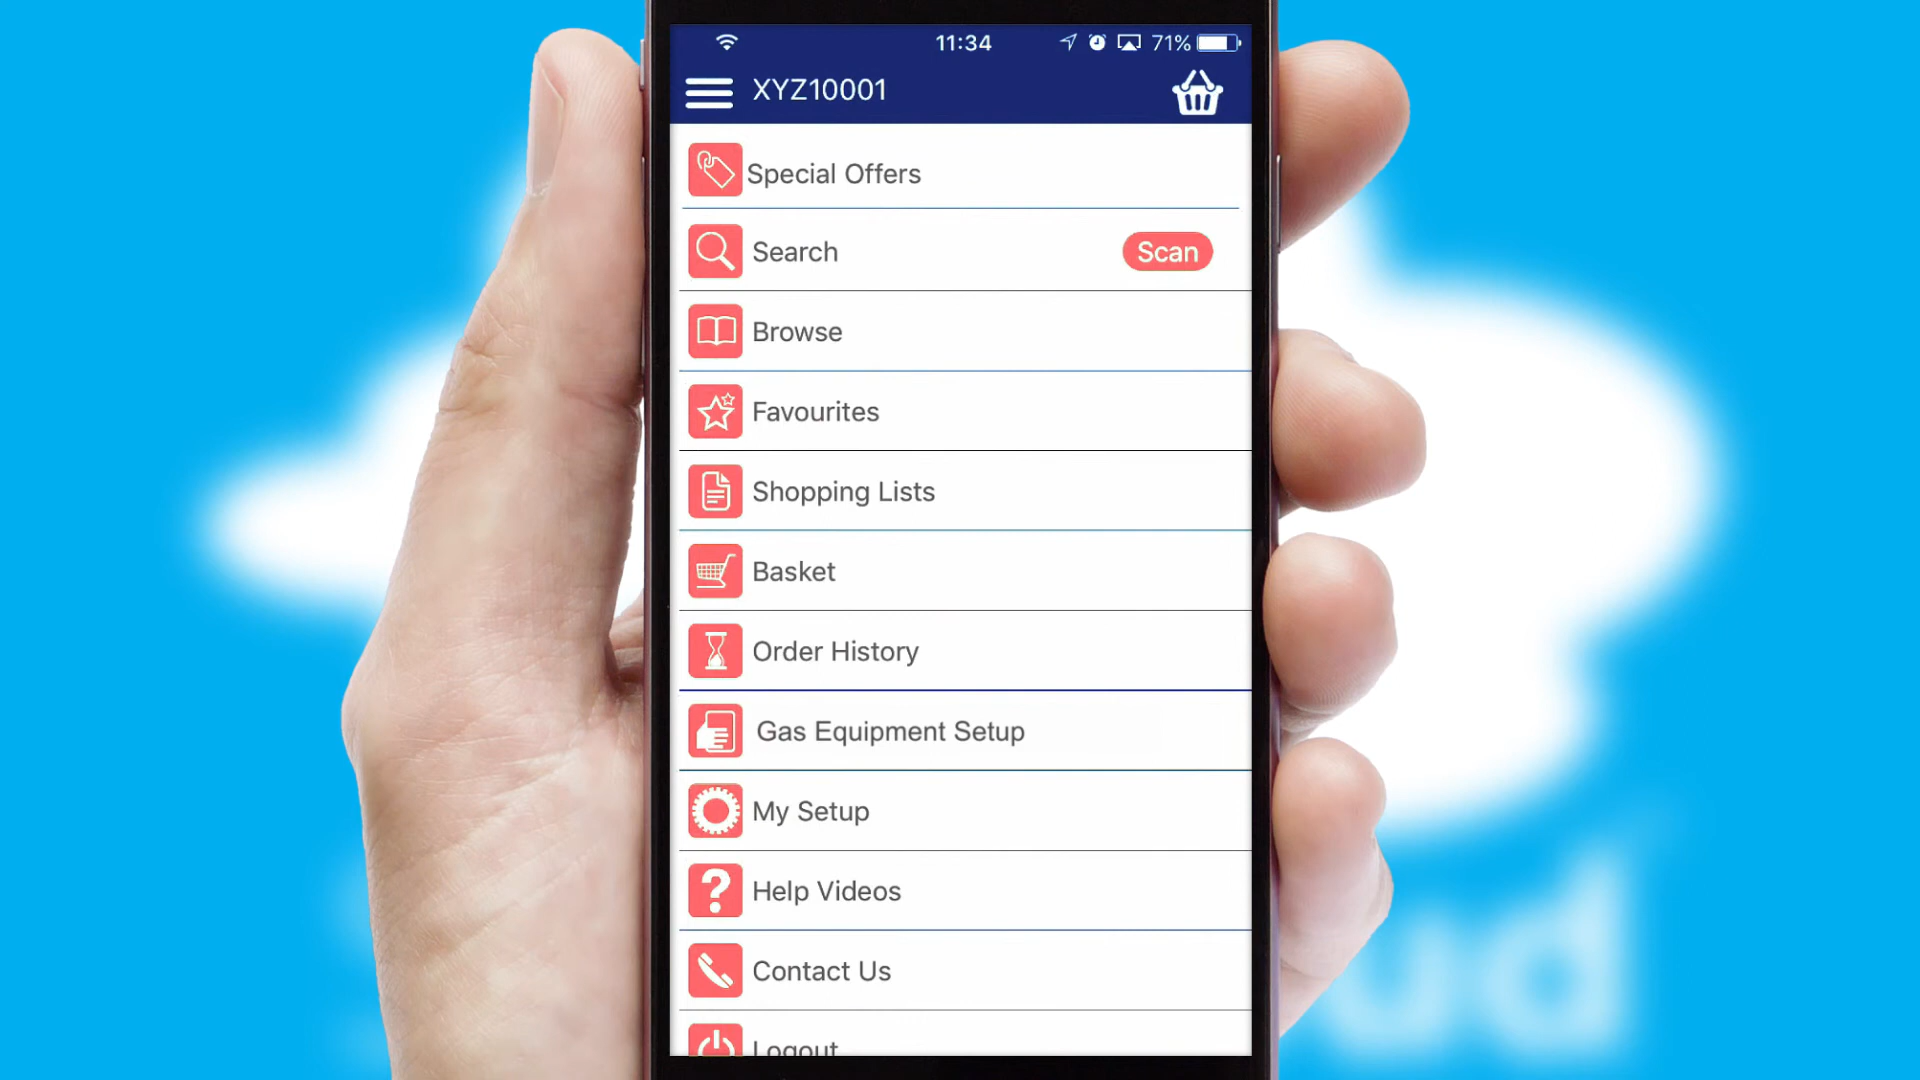 11:34
71%
XYZ10001
Special Offers
Search
Scan
Browse
Favourites
Shopping Lists
Basket
Order History
Gas Equipment Setup
My Setup
Help Videos
Contact Us
Logout
ud